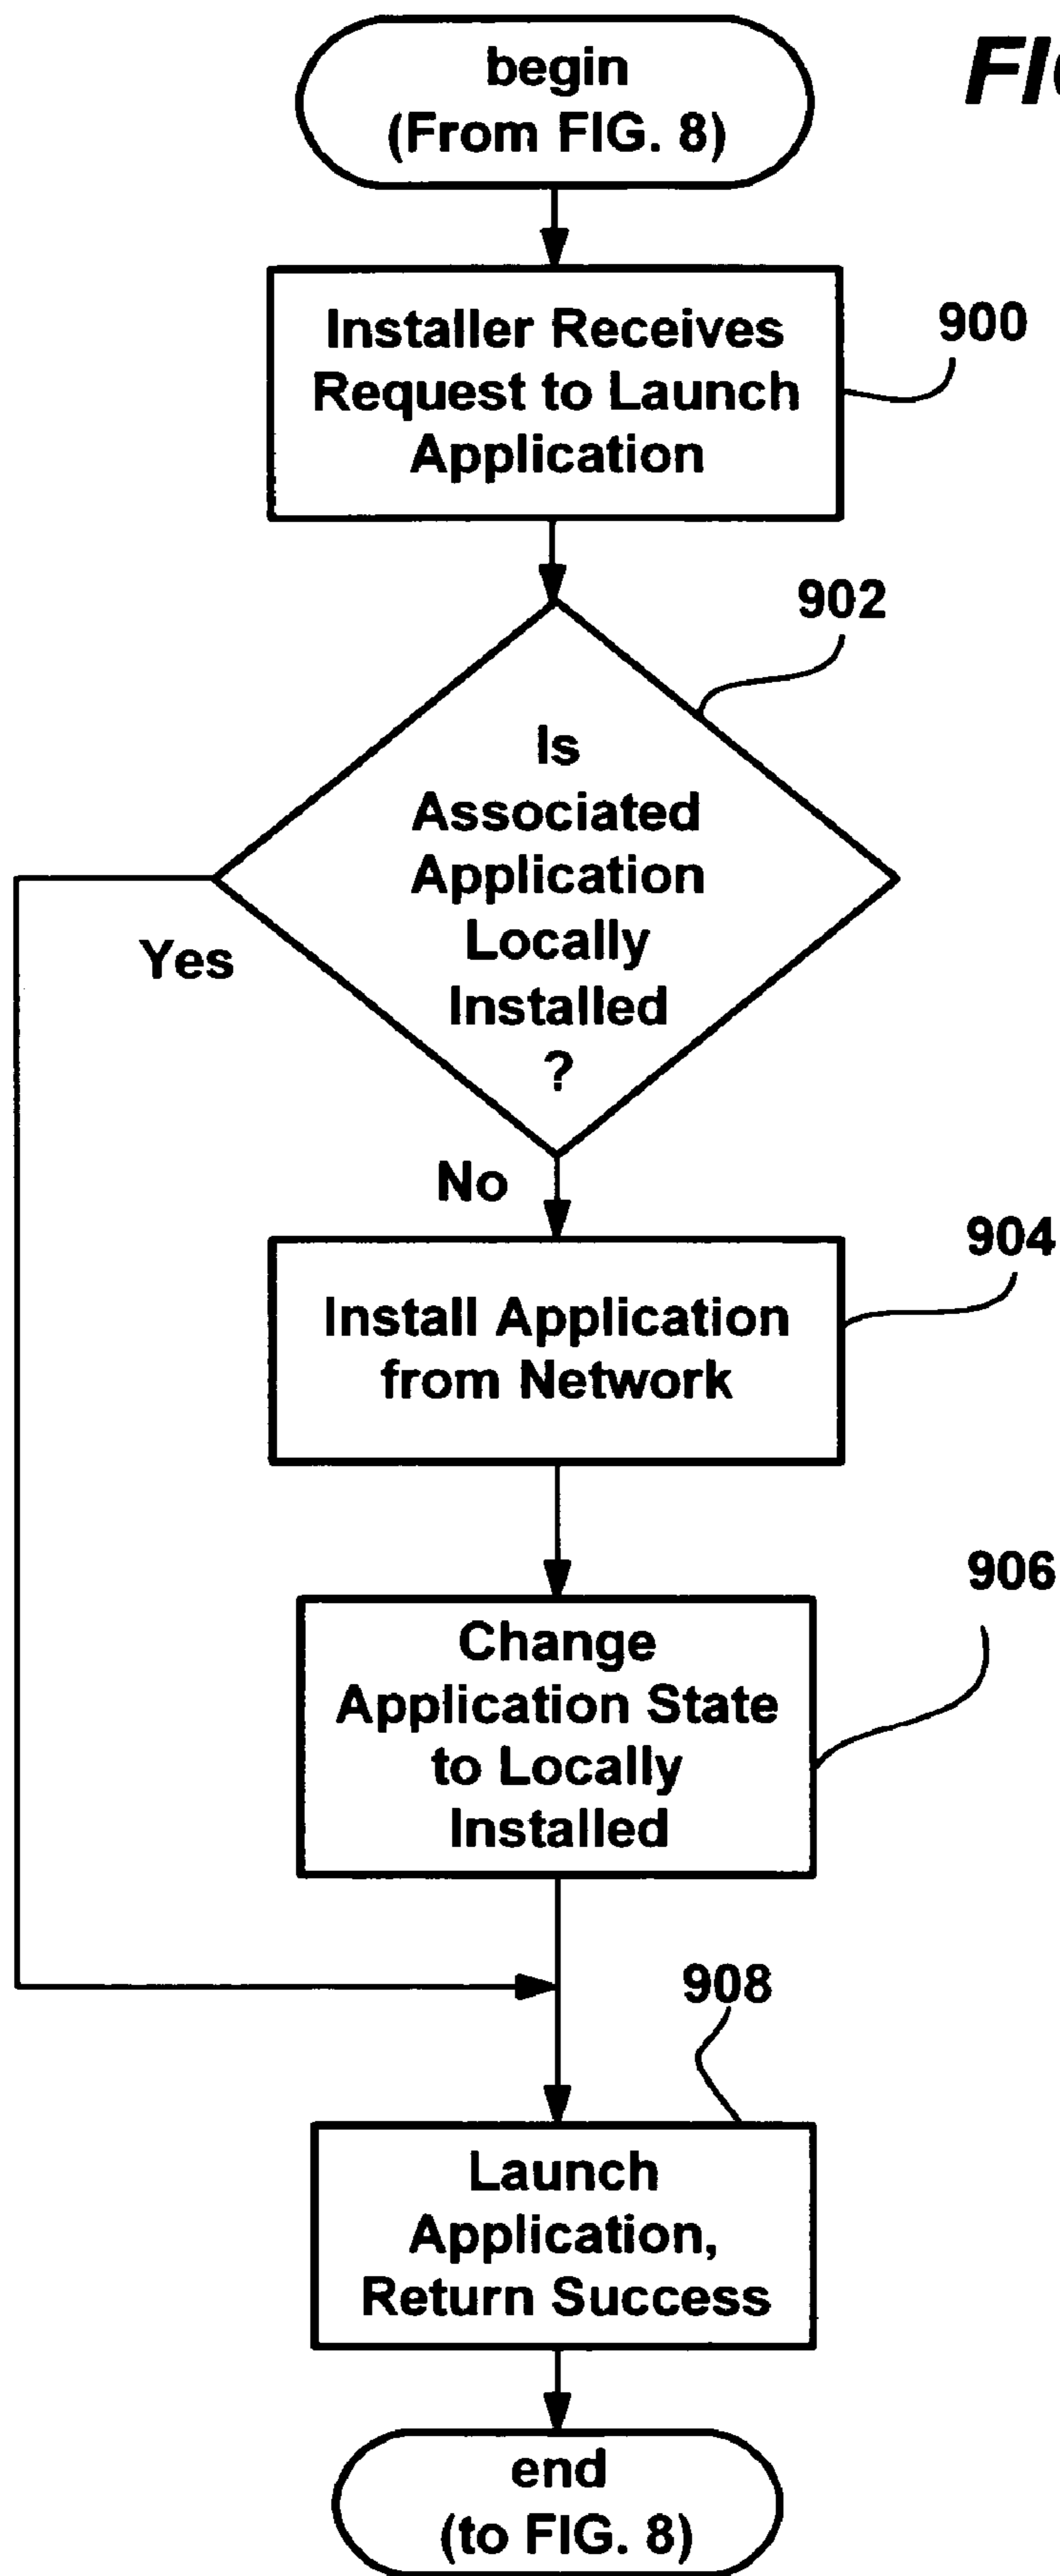 begin
(From FIG. 8)
Installer Receives
Request to Launch
Application
900
902
Is
Associated
Application
Locally
Installed
?
Yes
No
904
Install Application
from Network
906
Change
Application State
to Locally
Installed
908
Launch
Application,
Return Success
end
(to FIG. 8)